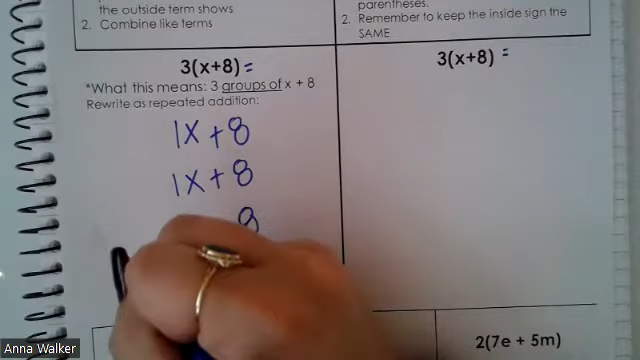 the outside term shows
2. Combine like terms
parentheses.
2. Remember to keep the inside sign the
SAME
3(x+8) =
*What this means: 3 groups of x + 8
Rewrite as repeated addition:
1x + 8
1x + 8
8
3(x+8) =
2(7e + 5m)
Anna Walker